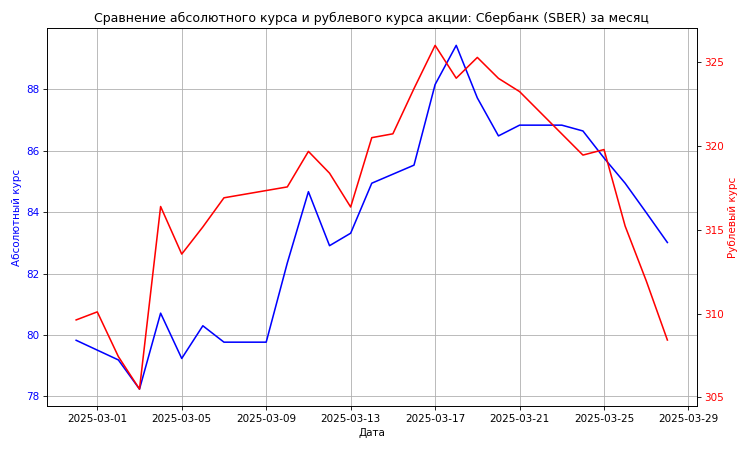 Сравнение абсолютного курса и рублевого курса акции: Сбербанк (SBER) за месяц
Абсолютный курс
88
86
84
82
80
78
325
320
315
310
305
Рублевый курс
2025-03-01 2025-03-05 2025-03-09 2025-03-13 2025-03-17 2025-03-21 2025-03-25 2025-03-29
Дата